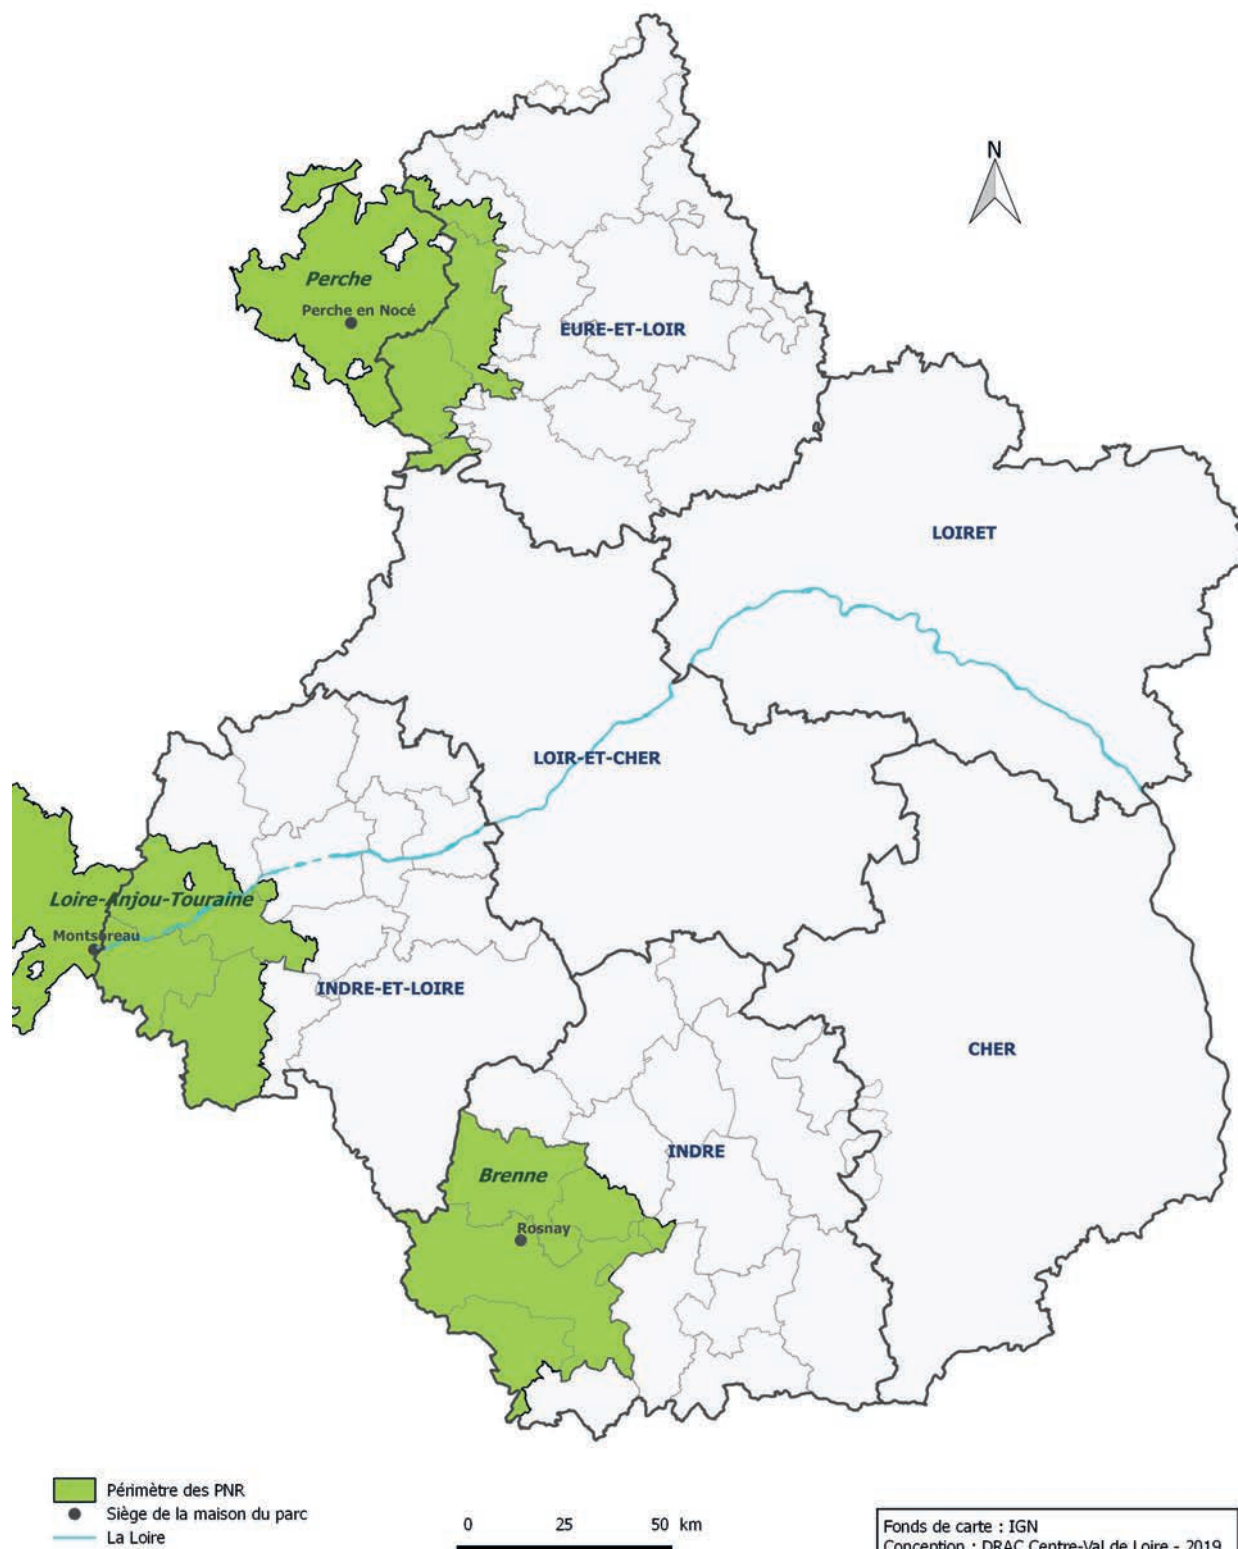 N
Perche
Perche en Nocé
EURE-ET-LOIR
LOIRET
LOIR-ET-CHER
Loire-Anjou-Touraine
Montsoreau
INDRE-ET-LOIRE
CHER
INDRE
Brenne
Rosnay
Périmètre des PNR
Siège de la maison du parc
La Loire
0 25 50 km
Fonds de carte : IGN
Conception : DRAC Centre-Val de Loire - 2019